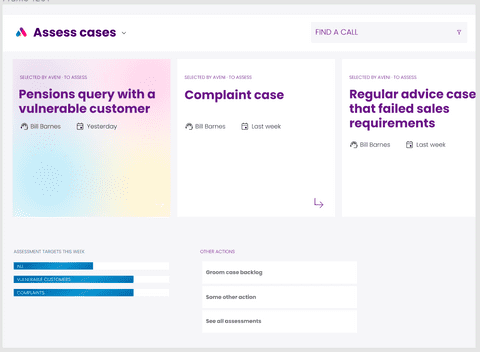 Assess cases
FIND A CALL
SELECTED BY AVENI - TO ASSESS
Pensions query with a
vulnerable customer
Bill Barnes
Yesterday
SELECTED BY AVENI - TO ASSESS
Complaint case
Bill Barnes
Last week
SELECTED BY AVENI - TO ASSESS
Regular advice case
that failed sales
requirements
Bill Barnes
Last week
ASSESSMENT TARGETS THIS WEEK
ALL
VULNERABLE CUSTOMERS
COMPLAINTS
OTHER ACTIONS
Groom case backlog
Some other action
See all assessments